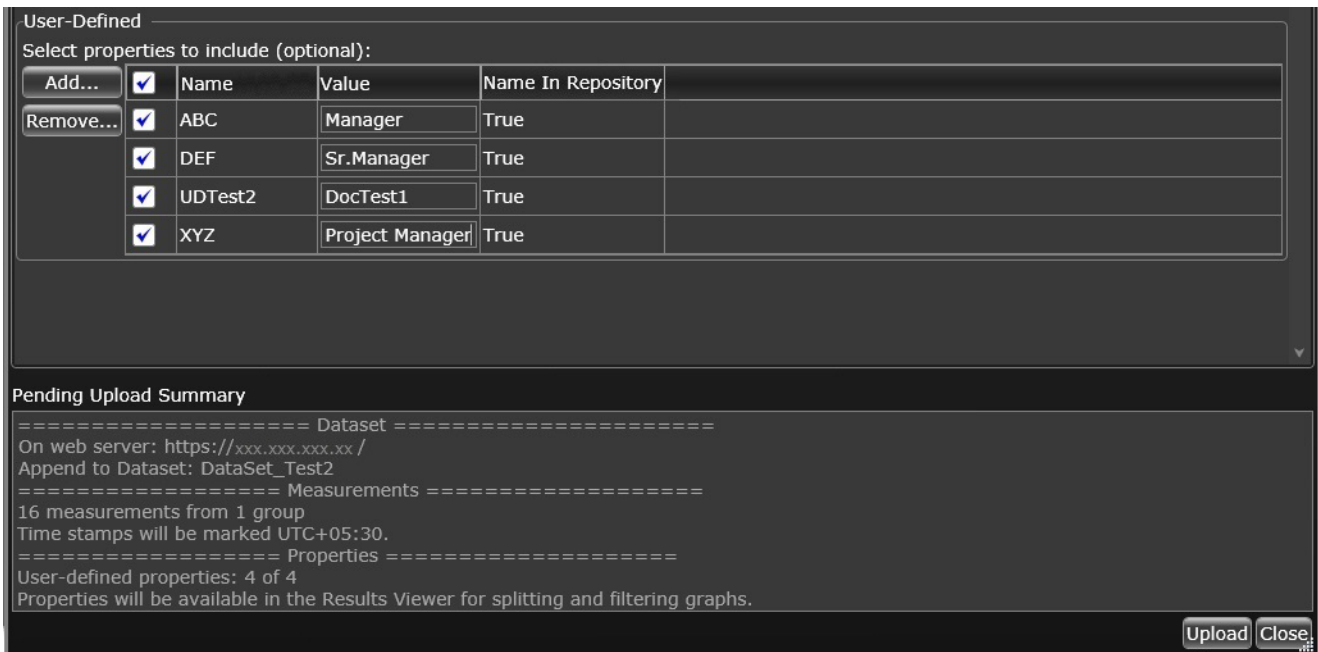 User-Defined
Select properties to include (optional):
Add... Name Value Name In Repository
Remove... ABC Manager True
DEF Sr.Manager True
UDTest2 DocTest1 True
XYZ Project Manager True
Pending Upload Summary
==================== Dataset ======================
On web server: https://xxx.xxx.xxx.xx /
Append to Dataset: DataSet_Test2
================== Measurements ===================
16 measurements from 1 group
Time stamps will be marked UTC+05:30.
================== Properties ====================
User-defined properties: 4 of 4
Properties will be available in the Results Viewer for splitting and filtering graphs.
Upload Close